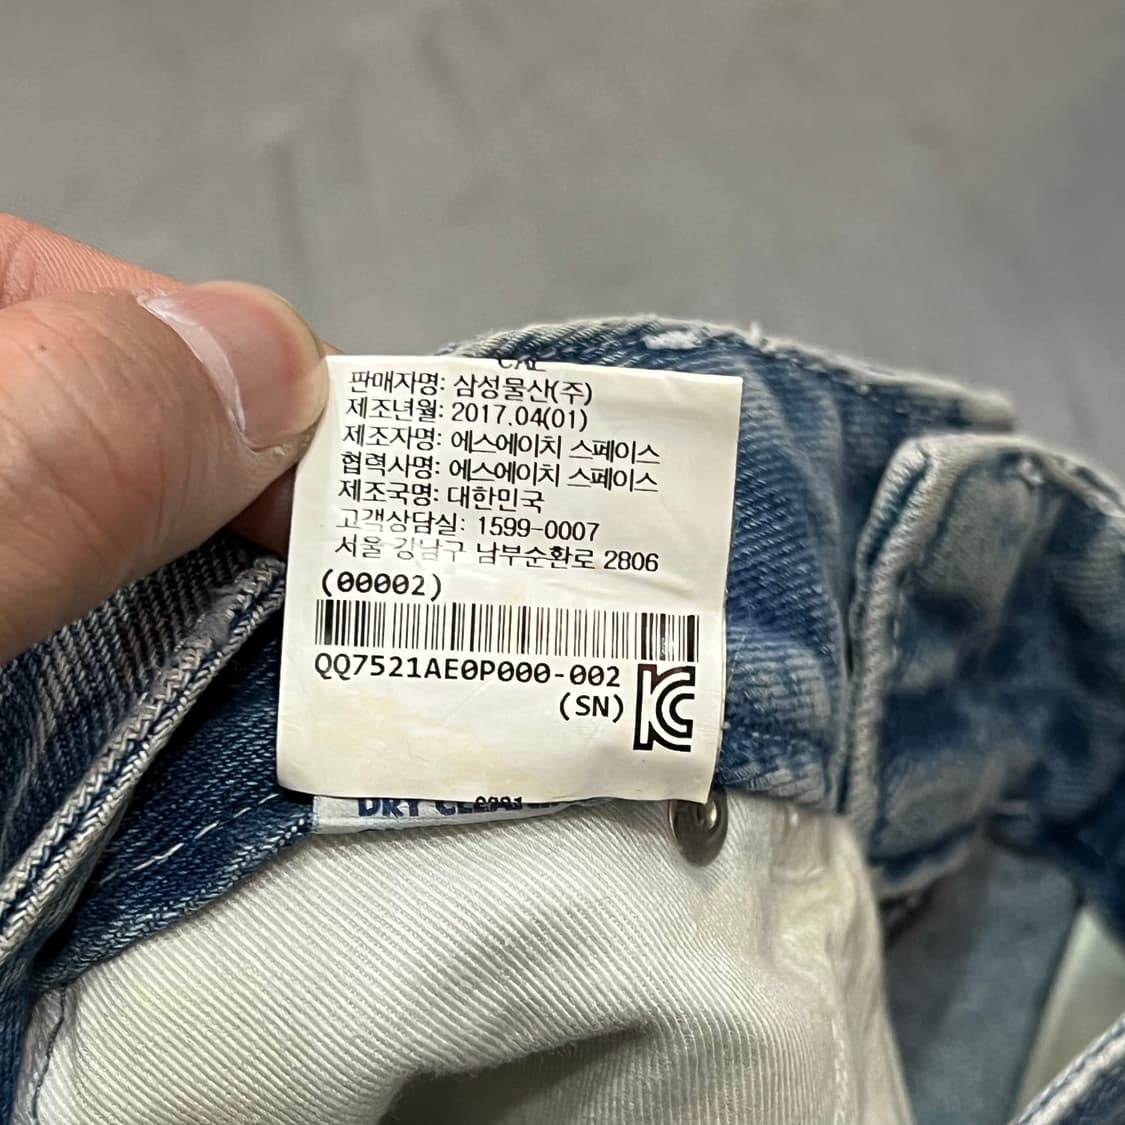 판매자명: 삼성물산(주)
제조년월: 2017.04(01)
제조자명: 에스에이치 스페이스
협력사명: 에스에이치 스페이스
제조국명: 대한민국
고객상담실: 1599-0007
서울 강남구 남부순환로 2806
(00002)
QQ7521AE0P000-002
(SN)
KC
DRY